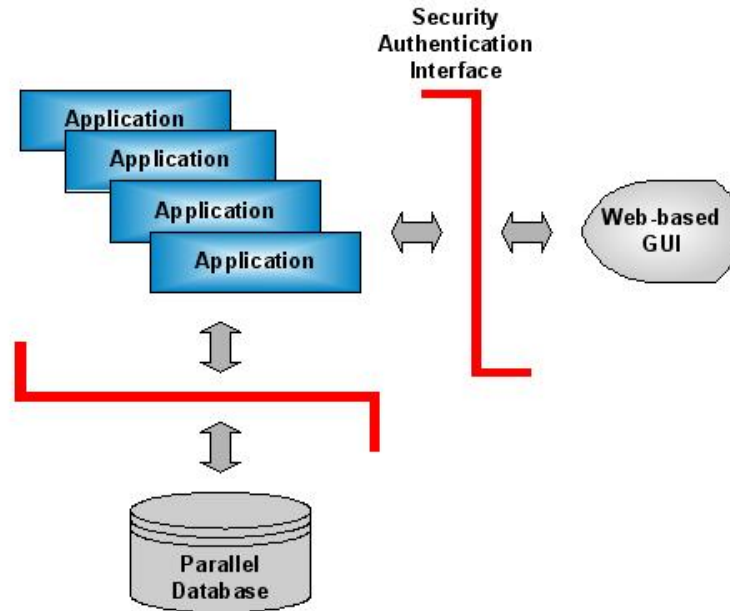 Security
Authentication
Interface
Application
Application
Application
Application
Web-based
GUI
Parallel
Database